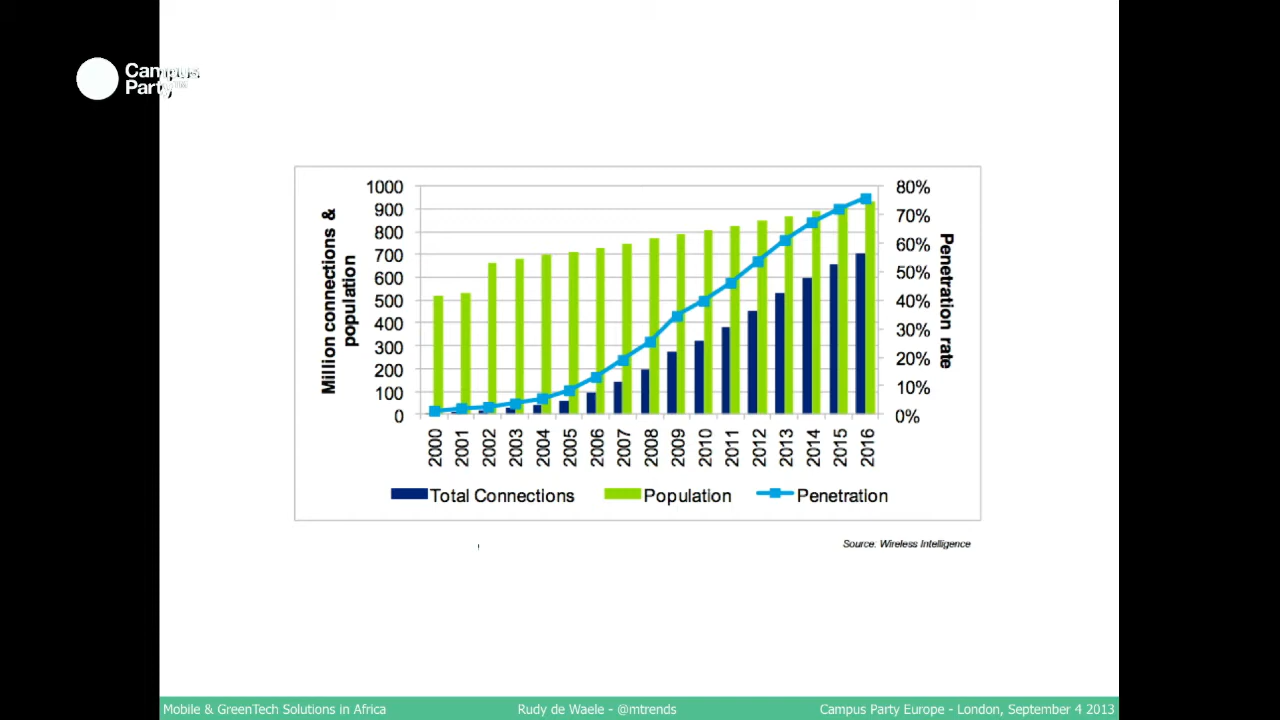 Campus
Party™
Million connections &
population
1000
900
800
700
600
500
400
300
200
100
0
80%
70%
60%
50%
40%
30%
20%
10%
0%
Penetration rate
2000 2001 2002 2003 2004 2005 2006 2007 2008 2009 2010 2011 2012 2013 2014 2015 2016
Total Connections Population Penetration
Source: Wireless Intelligence
Mobile & GreenTech Solutions in Africa Rudy de Waele - @mtrends Campus Party Europe - London, September 4 2013